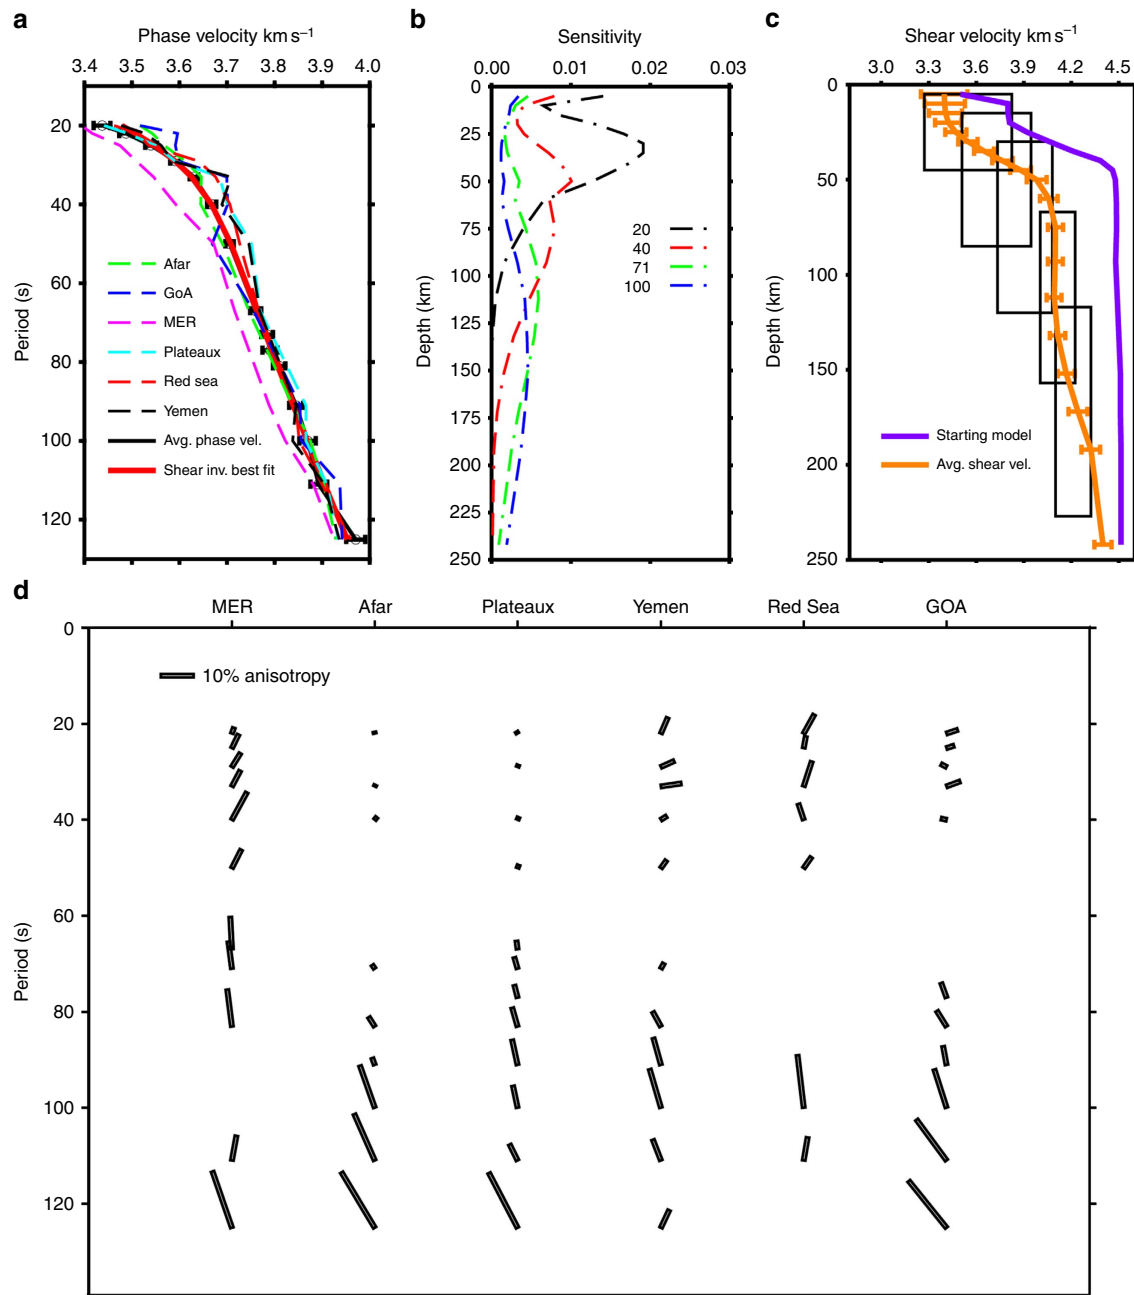 a
Phase velocity km s⁻¹
3.4 3.5 3.6 3.7 3.8 3.9 4.0
20
40
60
80
100
120
Period (s)
Afar
GoA
MER
Plateaux
Red sea
Yemen
Avg. phase vel.
Shear inv. best fit
b
Sensitivity
0.00 0.01 0.02 0.03
0
25
50
75
100
125
150
175
200
225
250
Depth (km)
20
40
71
100
c
Shear velocity km s⁻¹
3.0 3.3 3.6 3.9 4.2 4.5
0
50
100
150
200
250
Depth (km)
Starting model
Avg. shear vel.
d
MER Afar Plateaux Yemen Red Sea GOA
0
20
40
60
80
100
120
Period (s)
10% anisotropy